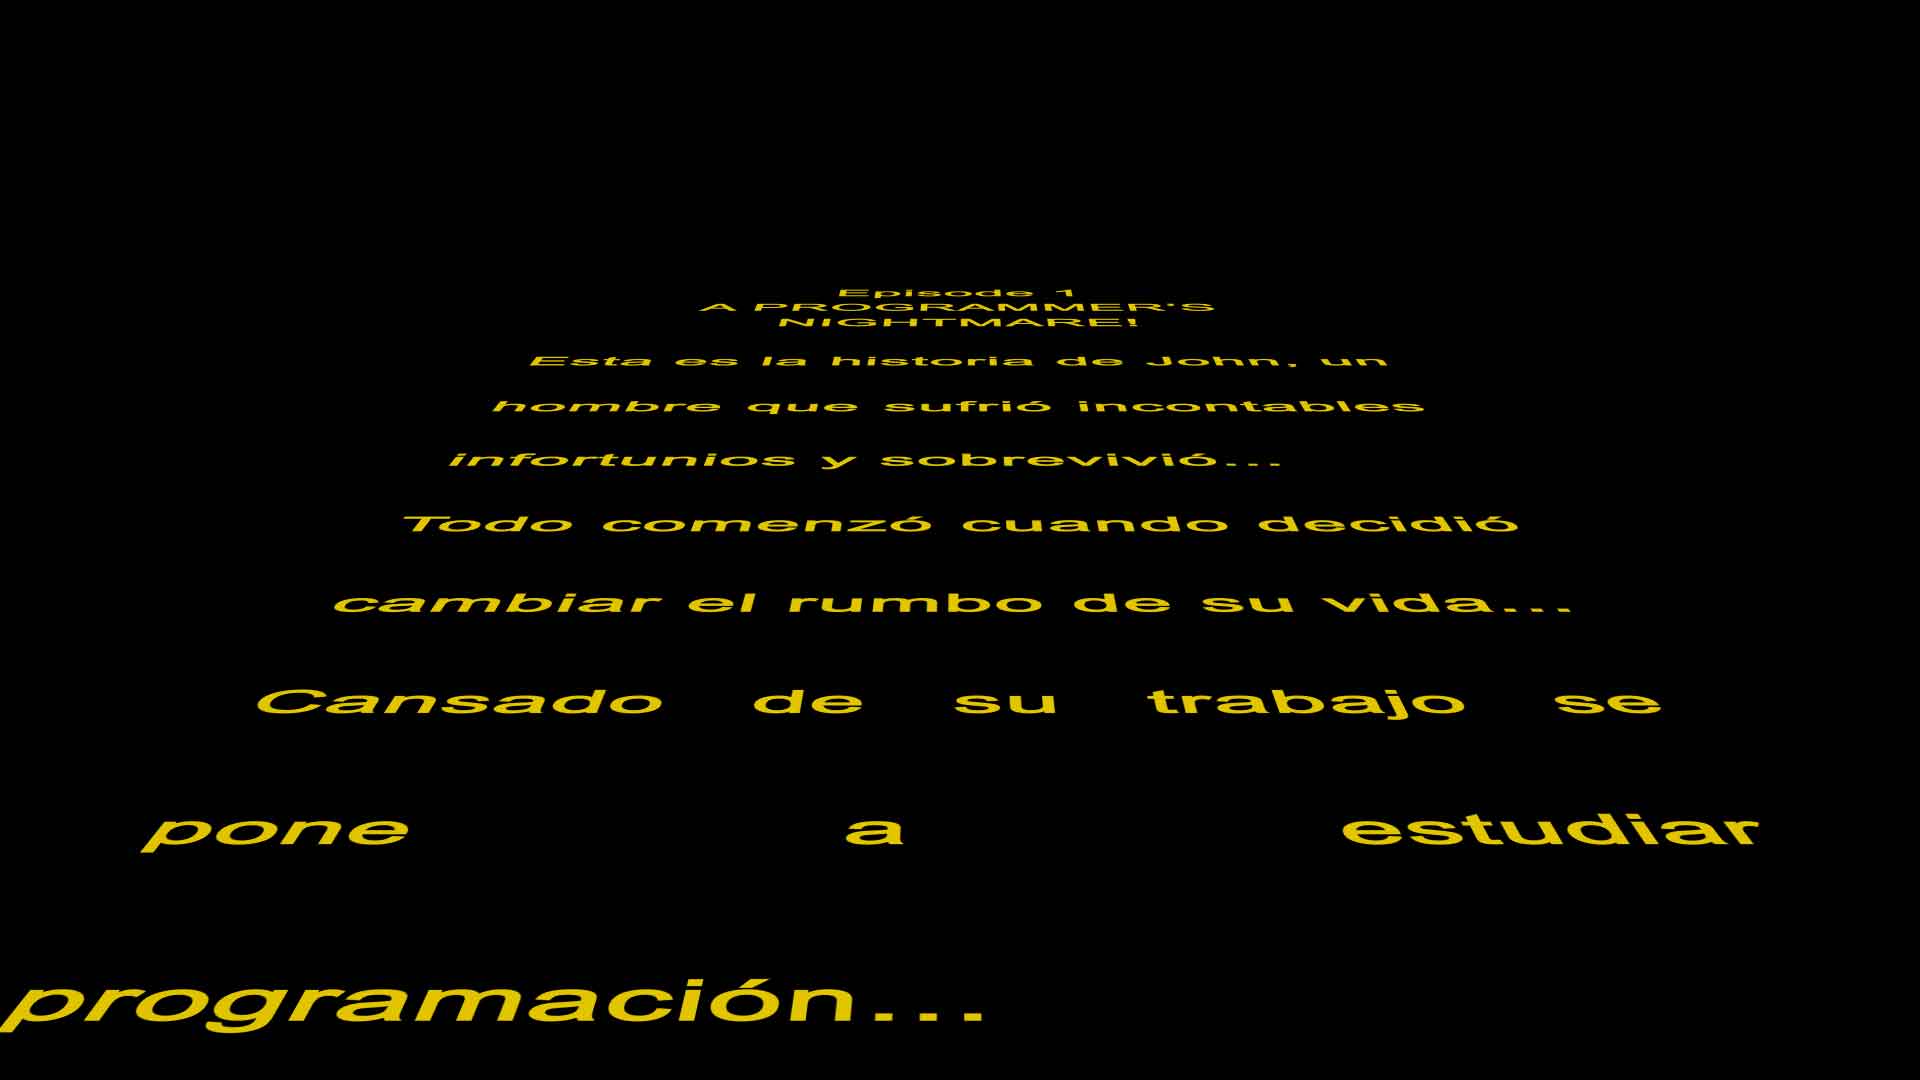 Episode 1
A PROGRAMMER'S
NIGHTMARE!
Esta es la historia de John, un
hombre que sufrió incontables
infortunios y sobrevivió...
Todo comenzó cuando decidió
cambiar el rumbo de su vida...
Cansado de su trabajo se
pone a estudiar
programación...